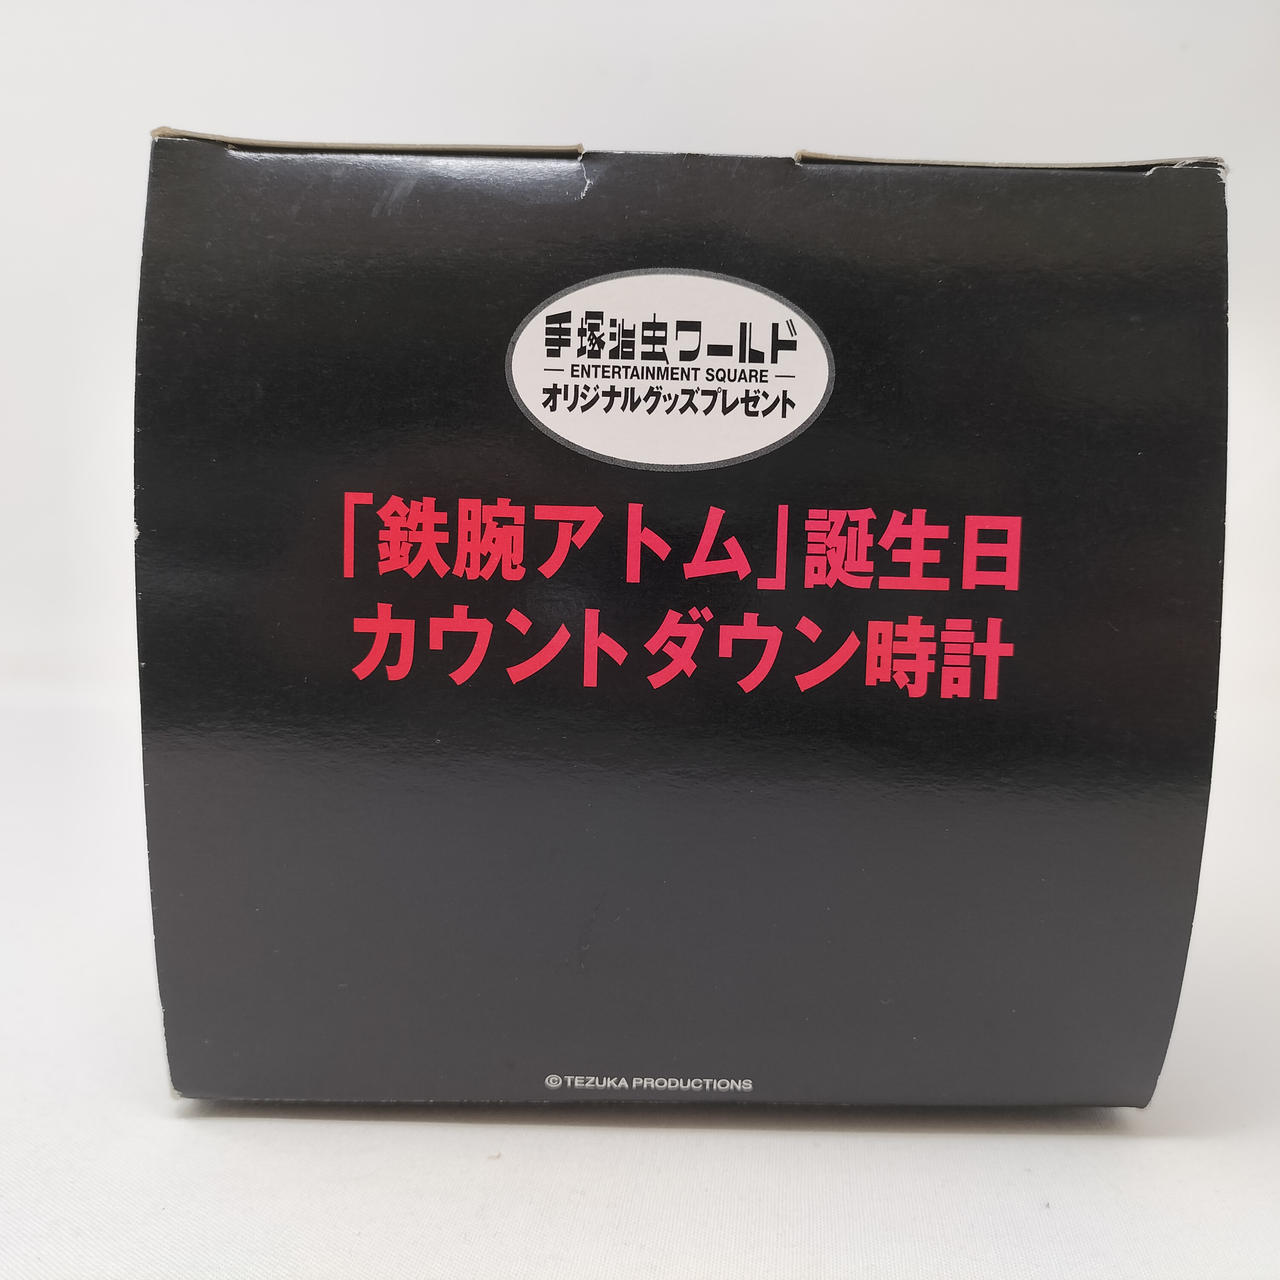 手塚治虫ワールド
― ENTERTAINMENT SQUARE ―
オリジナルグッズプレゼント
「鉄腕アトム」誕生日
カウントダウン時計
©TEZUKA PRODUCTIONS